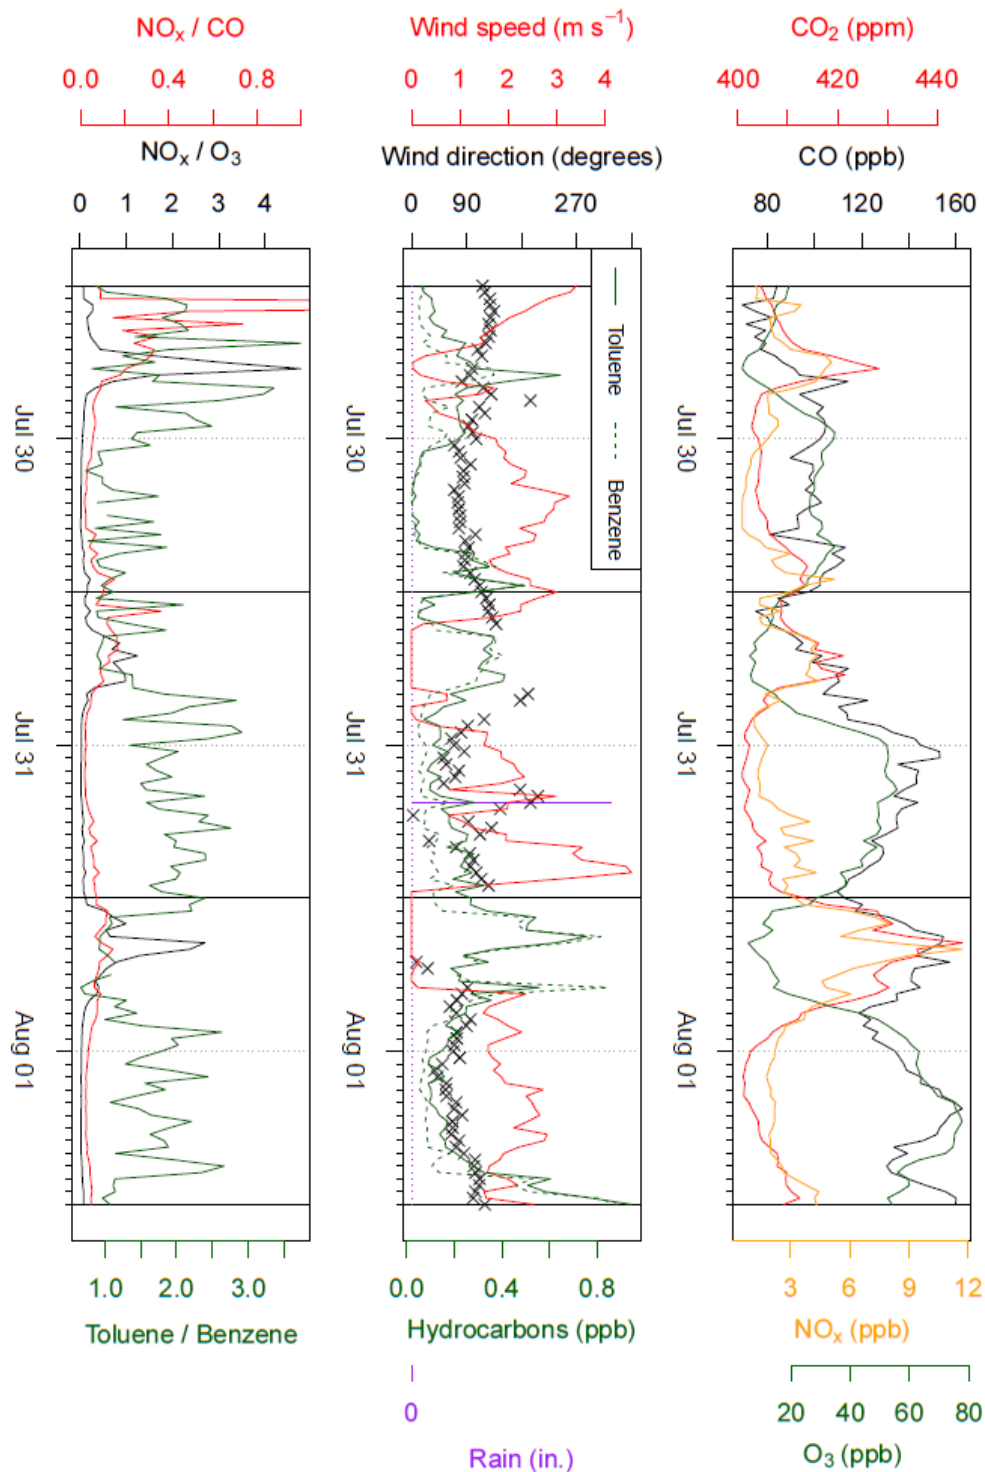 NOx / CO
0.0 0.4 0.8
NOx / O3
0 1 2 3 4
Wind speed (m s−1)
0 1 2 3 4
Wind direction (degrees)
0 90 270
CO2 (ppm)
400 420 440
CO (ppb)
80 120 160
Toluene
Benzene
Jul 30
Jul 31
Aug 01
Jul 30
Jul 31
Aug 01
Jul 30
Jul 31
Aug 01
1.0 2.0 3.0
Toluene / Benzene
0.0 0.4 0.8
Hydrocarbons (ppb)
0
Rain (in.)
3 6 9 12
NOx (ppb)
20 40 60 80
O3 (ppb)